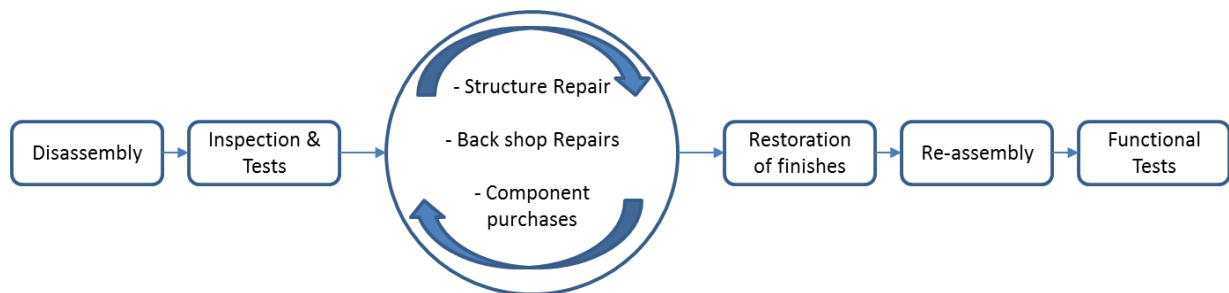 Disassembly
Inspection &
Tests
- Structure Repair
- Back shop Repairs
- Component
purchases
Restoration
of finishes
Re-assembly
Functional
Tests